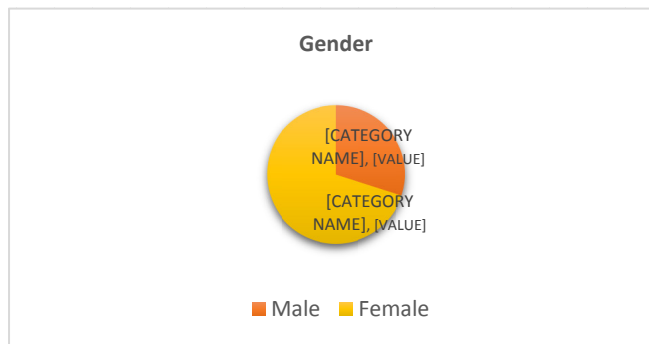 Gender
[CATEGORY
NAME], [VALUE]
[CATEGORY
NAME], [VALUE]
Male Female